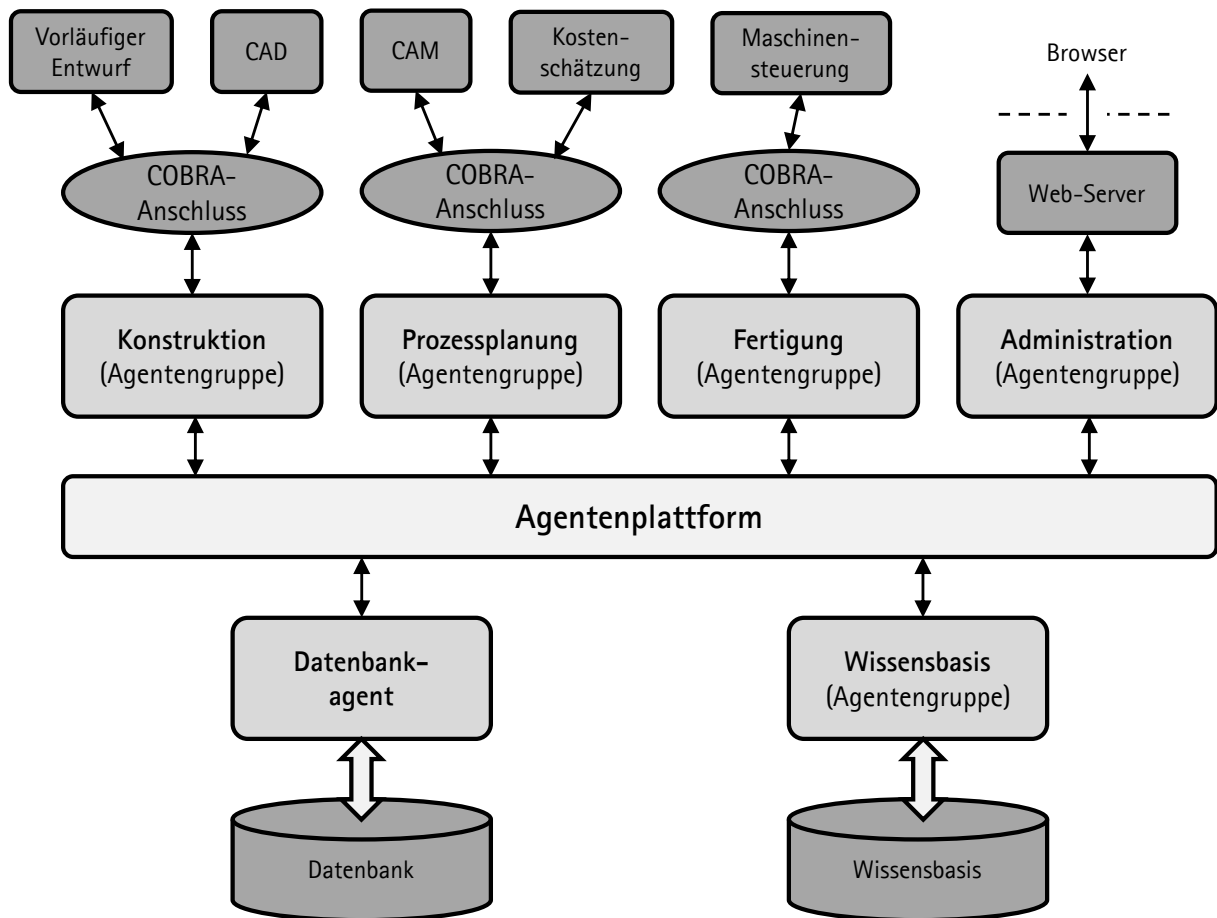 Vorläufiger
Entwurf
CAD
CAM
Kosten-
schätzung
Maschinen-
steuerung
Browser
COBRA-
Anschluss
COBRA-
Anschluss
COBRA-
Anschluss
Web-Server
Konstruktion
(Agentengruppe)
Prozessplanung
(Agentengruppe)
Fertigung
(Agentengruppe)
Administration
(Agentengruppe)
Agentenplattform
Datenbank-
agent
Wissensbasis
(Agentengruppe)
Datenbank
Wissensbasis